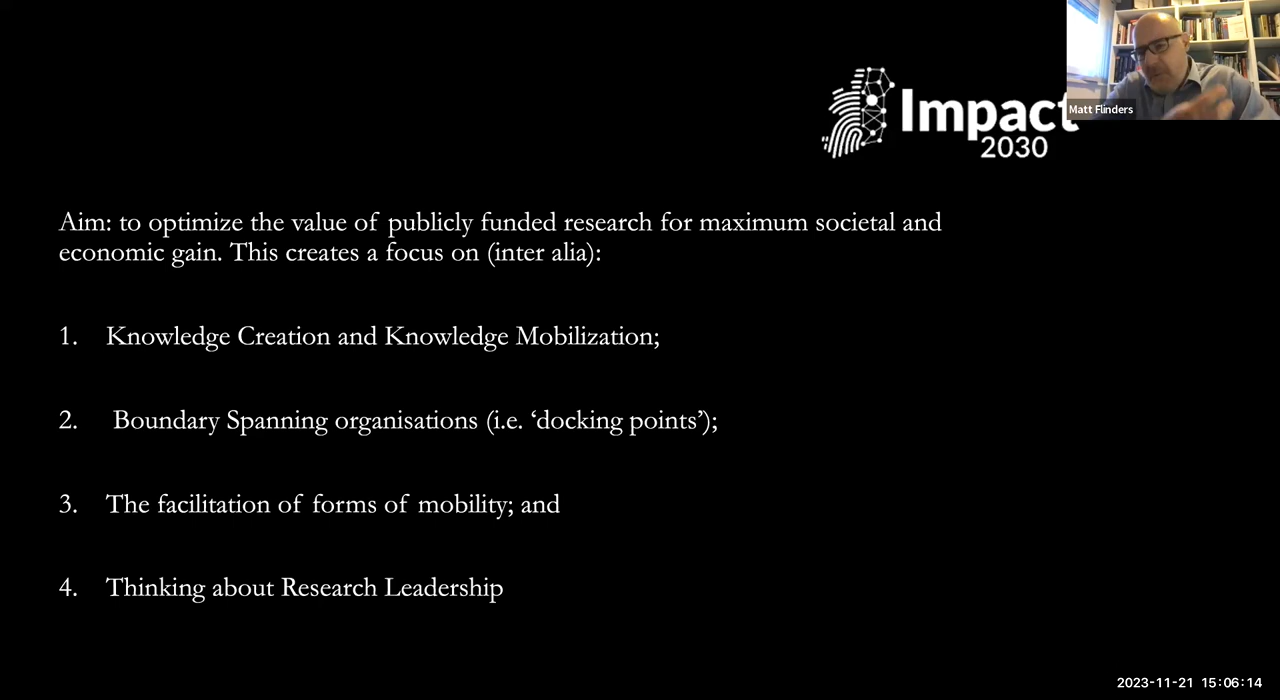 Impact
2030
Matt Flinders
Aim: to optimize the value of publicly funded research for maximum societal and
economic gain. This creates a focus on (inter alia):
1. Knowledge Creation and Knowledge Mobilization;
2. Boundary Spanning organisations (i.e. ‘docking points’);
3. The facilitation of forms of mobility; and
4. Thinking about Research Leadership
2023-11-21 15:06:14